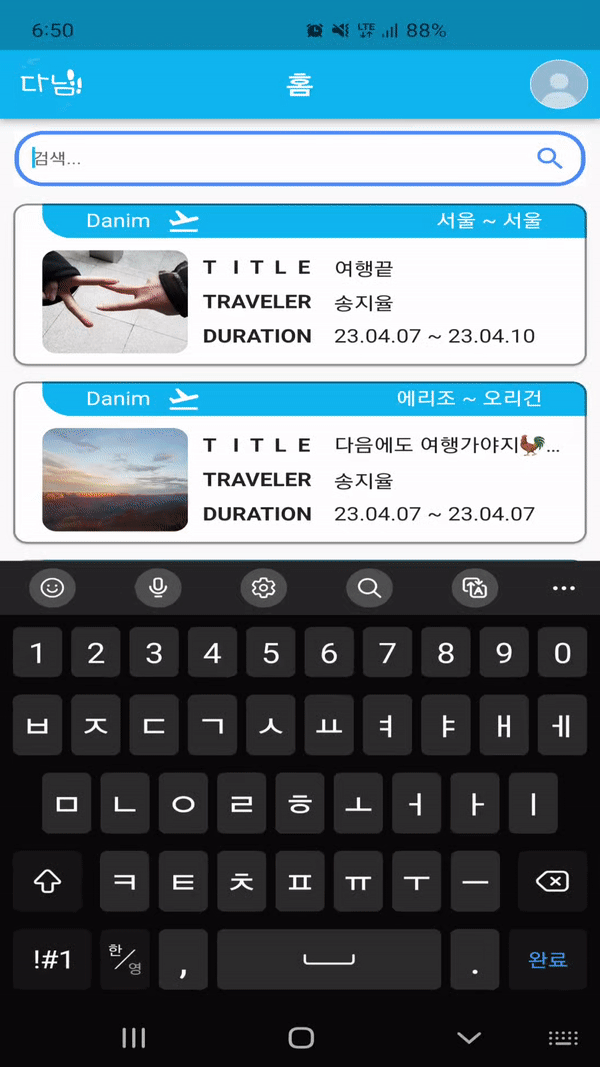 6:50 LTE 88%
다님!
홈
검색...
Danim 서울 ~ 서울
T I T L E 여행끝
TRAVELER 송지율
DURATION 23.04.07 ~ 23.04.10
Danim 에리조 ~ 오리건
T I T L E 다음에도 여행가야지🐓...
TRAVELER 송지율
DURATION 23.04.07 ~ 23.04.07
1 2 3 4 5 6 7 8 9 0
ㅂ ㅈ ㄷ ㄱ ㅅ ㅛ ㅕ ㅑ ㅐ ㅔ
ㅁ ㄴ ㅇ ㄹ ㅎ ㅗ ㅓ ㅏ ㅣ
ㅋ ㅌ ㅊ ㅍ ㅠ ㅜ ㅡ
!#1 한/영 , . 완료